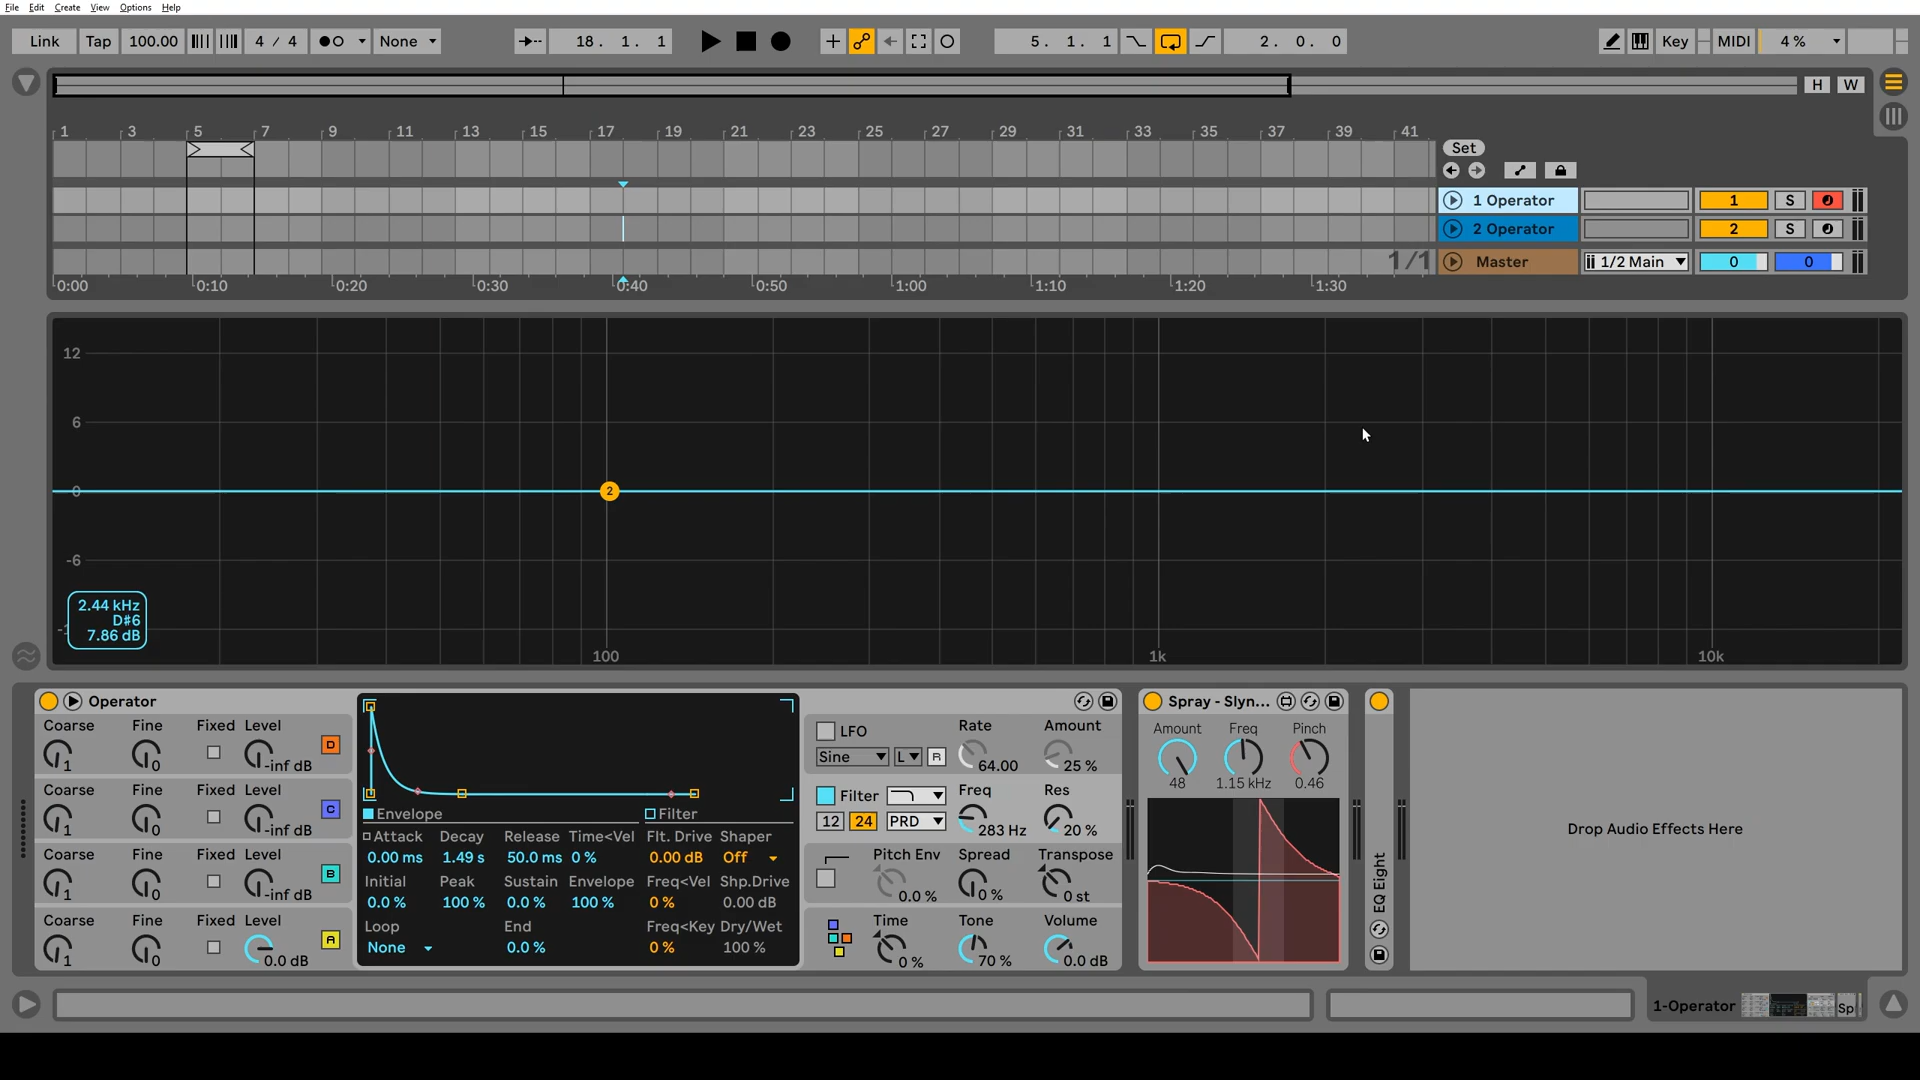 File Edit Create View Options Help
Link Tap 100.00 4 / 4 None 18. 1. 1 5. 1. 1 2. 0. 0 Key MIDI 4 %
H W
1 3 5 7 9 11 13 15 17 19 21 23 25 27 29 31 33 35 37 39 41
Set
1 Operator 1 S
2 Operator 2 S
1/1 Master 1/2 Main 0 0
0:00 0:10 0:20 0:30 0:40 0:50 1:00 1:10 1:20 1:30
12
6
0 2
-6
2.44 kHz
D#6
7.86 dB
100 1k 10k
Operator
Coarse Fine Fixed Level
1 0 -inf dB D
Coarse Fine Fixed Level
1 0 -inf dB C
Coarse Fine Fixed Level
1 0 -inf dB B
Coarse Fine Fixed Level
1 0 0.0 dB A
Envelope Filter
Attack Decay Release Time<Vel Flt. Drive Shaper
0.00 ms 1.49 s 50.0 ms 0 % 0.00 dB Off
Initial Peak Sustain Envelope Freq<Vel Shp.Drive
0.0 % 100 % 0.0 % 100 % 0 % 0.00 dB
Loop End Freq<Key Dry/Wet
None 0.0 % 0 % 100 %
LFO Rate Amount
Sine L R 64.00 25 %
Filter Freq Res
12 24 PRD 283 Hz 20 %
Pitch Env Spread Transpose
0.0 % 0 % 0 st
Time Tone Volume
0 % 70 % 0.0 dB
Spray - Slyn...
Amount Freq Pinch
48 1.15 kHz 0.46
EQ Eight
Drop Audio Effects Here
1-Operator Sp